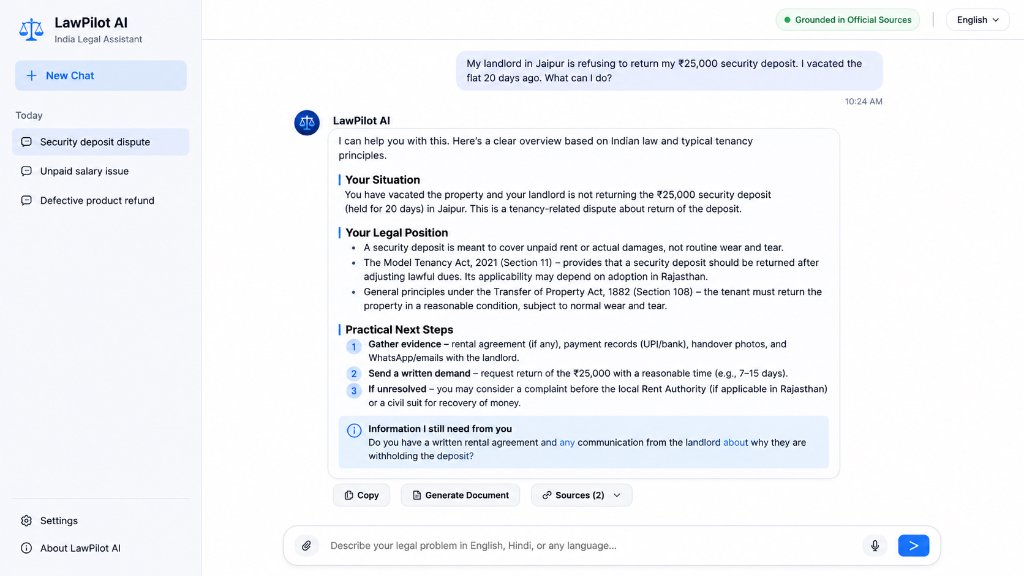 LawPilot AI
India Legal Assistant
New Chat
Today
Security deposit dispute
Unpaid salary issue
Defective product refund
Settings
About LawPilot AI
Grounded in Official Sources
English
My landlord in Jaipur is refusing to return my ₹25,000 security deposit. I vacated the
flat 20 days ago. What can I do?
10:24 AM
LawPilot AI
I can help you with this. Here's a clear overview based on Indian law and typical tenancy
principles.
Your Situation
You have vacated the property and your landlord is not returning the ₹25,000 security deposit
(held for 20 days) in Jaipur. This is a tenancy-related dispute about return of the deposit.
Your Legal Position
• A security deposit is meant to cover unpaid rent or actual damages, not routine wear and tear.
• The Model Tenancy Act, 2021 (Section 11) – provides that a security deposit should be returned after
adjusting lawful dues. Its applicability may depend on adoption in Rajasthan.
• General principles under the Transfer of Property Act, 1882 (Section 108) – the tenant must return the
property in a reasonable condition, subject to normal wear and tear.
Practical Next Steps
1 Gather evidence – rental agreement (if any), payment records (UPI/bank), handover photos, and
WhatsApp/emails with the landlord.
2 Send a written demand – request return of the ₹25,000 with a reasonable time (e.g., 7–15 days).
3 If unresolved – you may consider a complaint before the local Rent Authority (if applicable in Rajasthan)
or a civil suit for recovery of money.
Information I still need from you
Do you have a written rental agreement and any communication from the landlord about why they are
withholding the deposit?
Copy
Generate Document
Sources (2)
Describe your legal problem in English, Hindi, or any language...